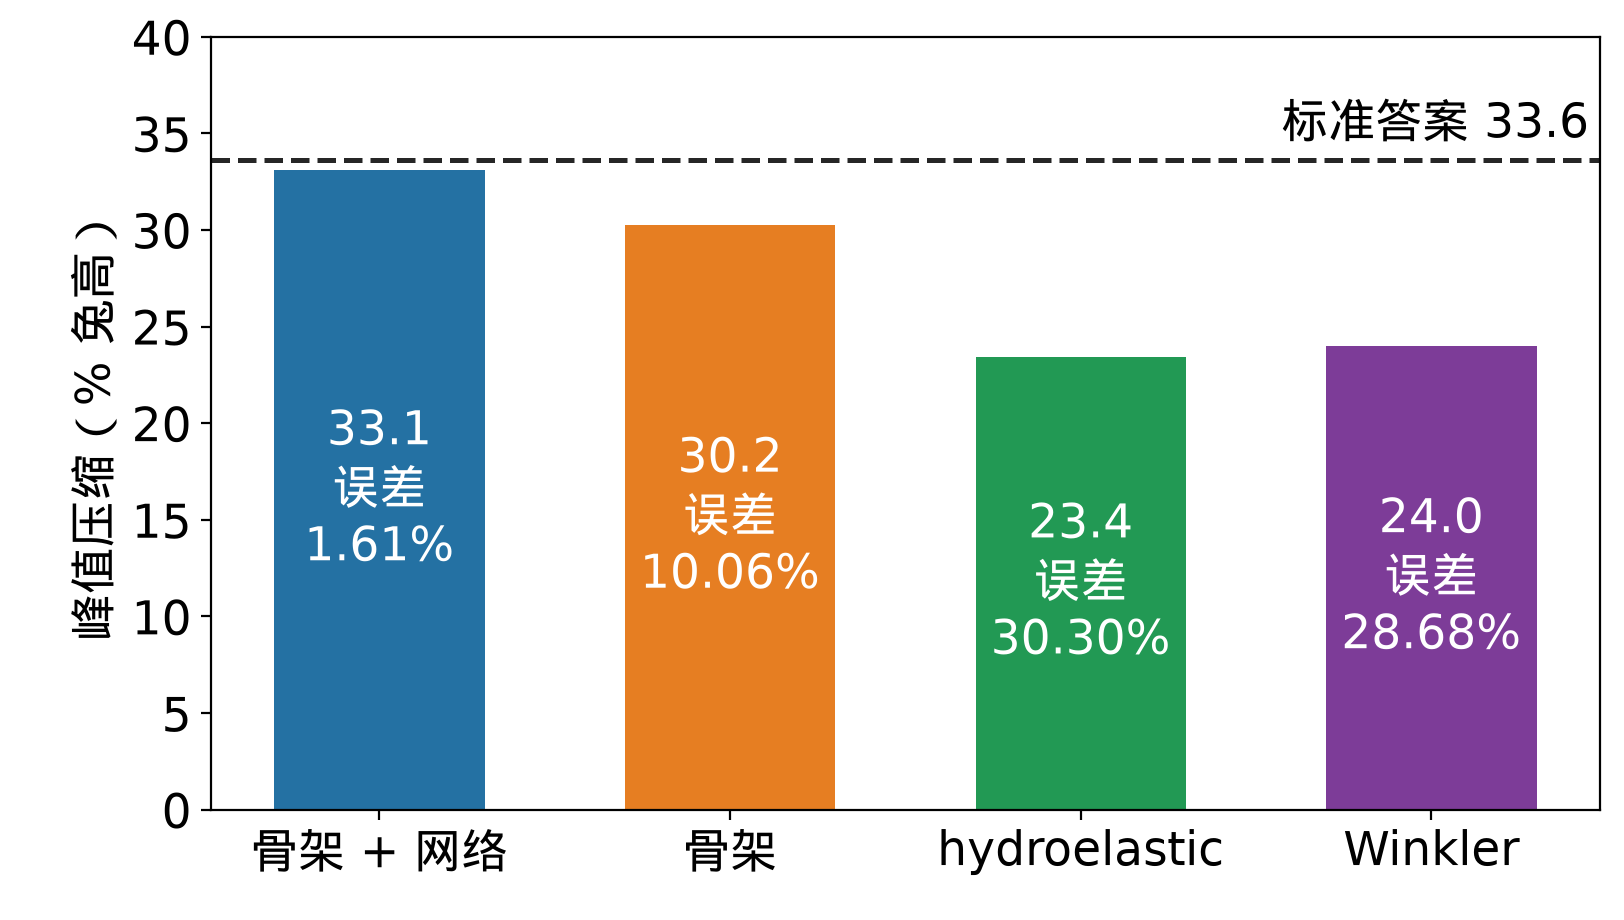 峰值压缩（% 兔高）
40
35
30
25
20
15
10
5
0
标准答案 33.6
33.1
误差
1.61%
30.2
误差
10.06%
23.4
误差
30.30%
24.0
误差
28.68%
骨架 + 网络
骨架
hydroelastic
Winkler